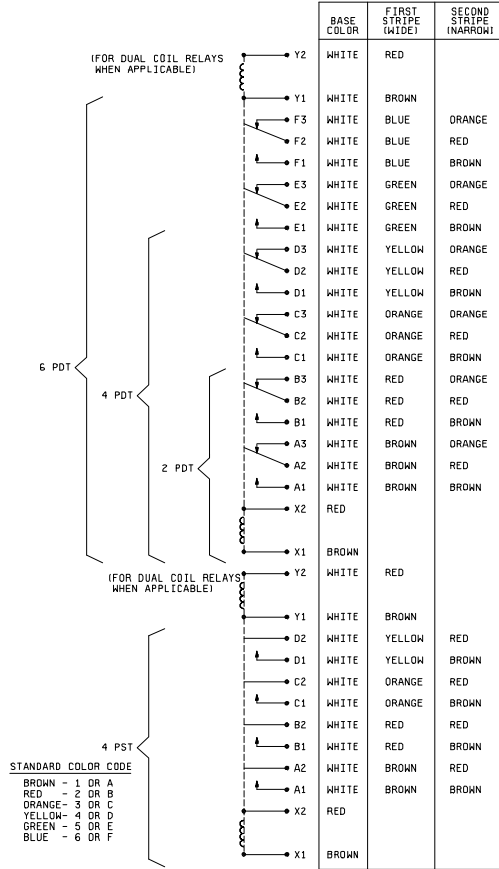 BASE COLOR FIRST STRIPE (WIDE) SECOND STRIPE (NARROW)
(FOR DUAL COIL RELAYS WHEN APPLICABLE)
Y2 WHITE RED
Y1 WHITE BROWN
F3 WHITE BLUE ORANGE
F2 WHITE BLUE RED
F1 WHITE BLUE BROWN
E3 WHITE GREEN ORANGE
E2 WHITE GREEN RED
E1 WHITE GREEN BROWN
D3 WHITE YELLOW ORANGE
D2 WHITE YELLOW RED
D1 WHITE YELLOW BROWN
C3 WHITE ORANGE ORANGE
C2 WHITE ORANGE RED
C1 WHITE ORANGE BROWN
6 PDT
B3 WHITE RED ORANGE
4 PDT
B2 WHITE RED RED
B1 WHITE RED BROWN
A3 WHITE BROWN ORANGE
2 PDT
A2 WHITE BROWN RED
A1 WHITE BROWN BROWN
X2 RED
X1 BROWN
(FOR DUAL COIL RELAYS WHEN APPLICABLE)
Y2 WHITE RED
Y1 WHITE BROWN
D2 WHITE YELLOW RED
D1 WHITE YELLOW BROWN
C2 WHITE ORANGE RED
C1 WHITE ORANGE BROWN
B2 WHITE RED RED
4 PST
B1 WHITE RED BROWN
A2 WHITE BROWN RED
A1 WHITE BROWN BROWN
X2 RED
X1 BROWN
STANDARD COLOR CODE
BROWN - 1 OR A
RED - 2 OR B
ORANGE- 3 OR C
YELLOW- 4 OR D
GREEN - 5 OR E
BLUE - 6 OR F